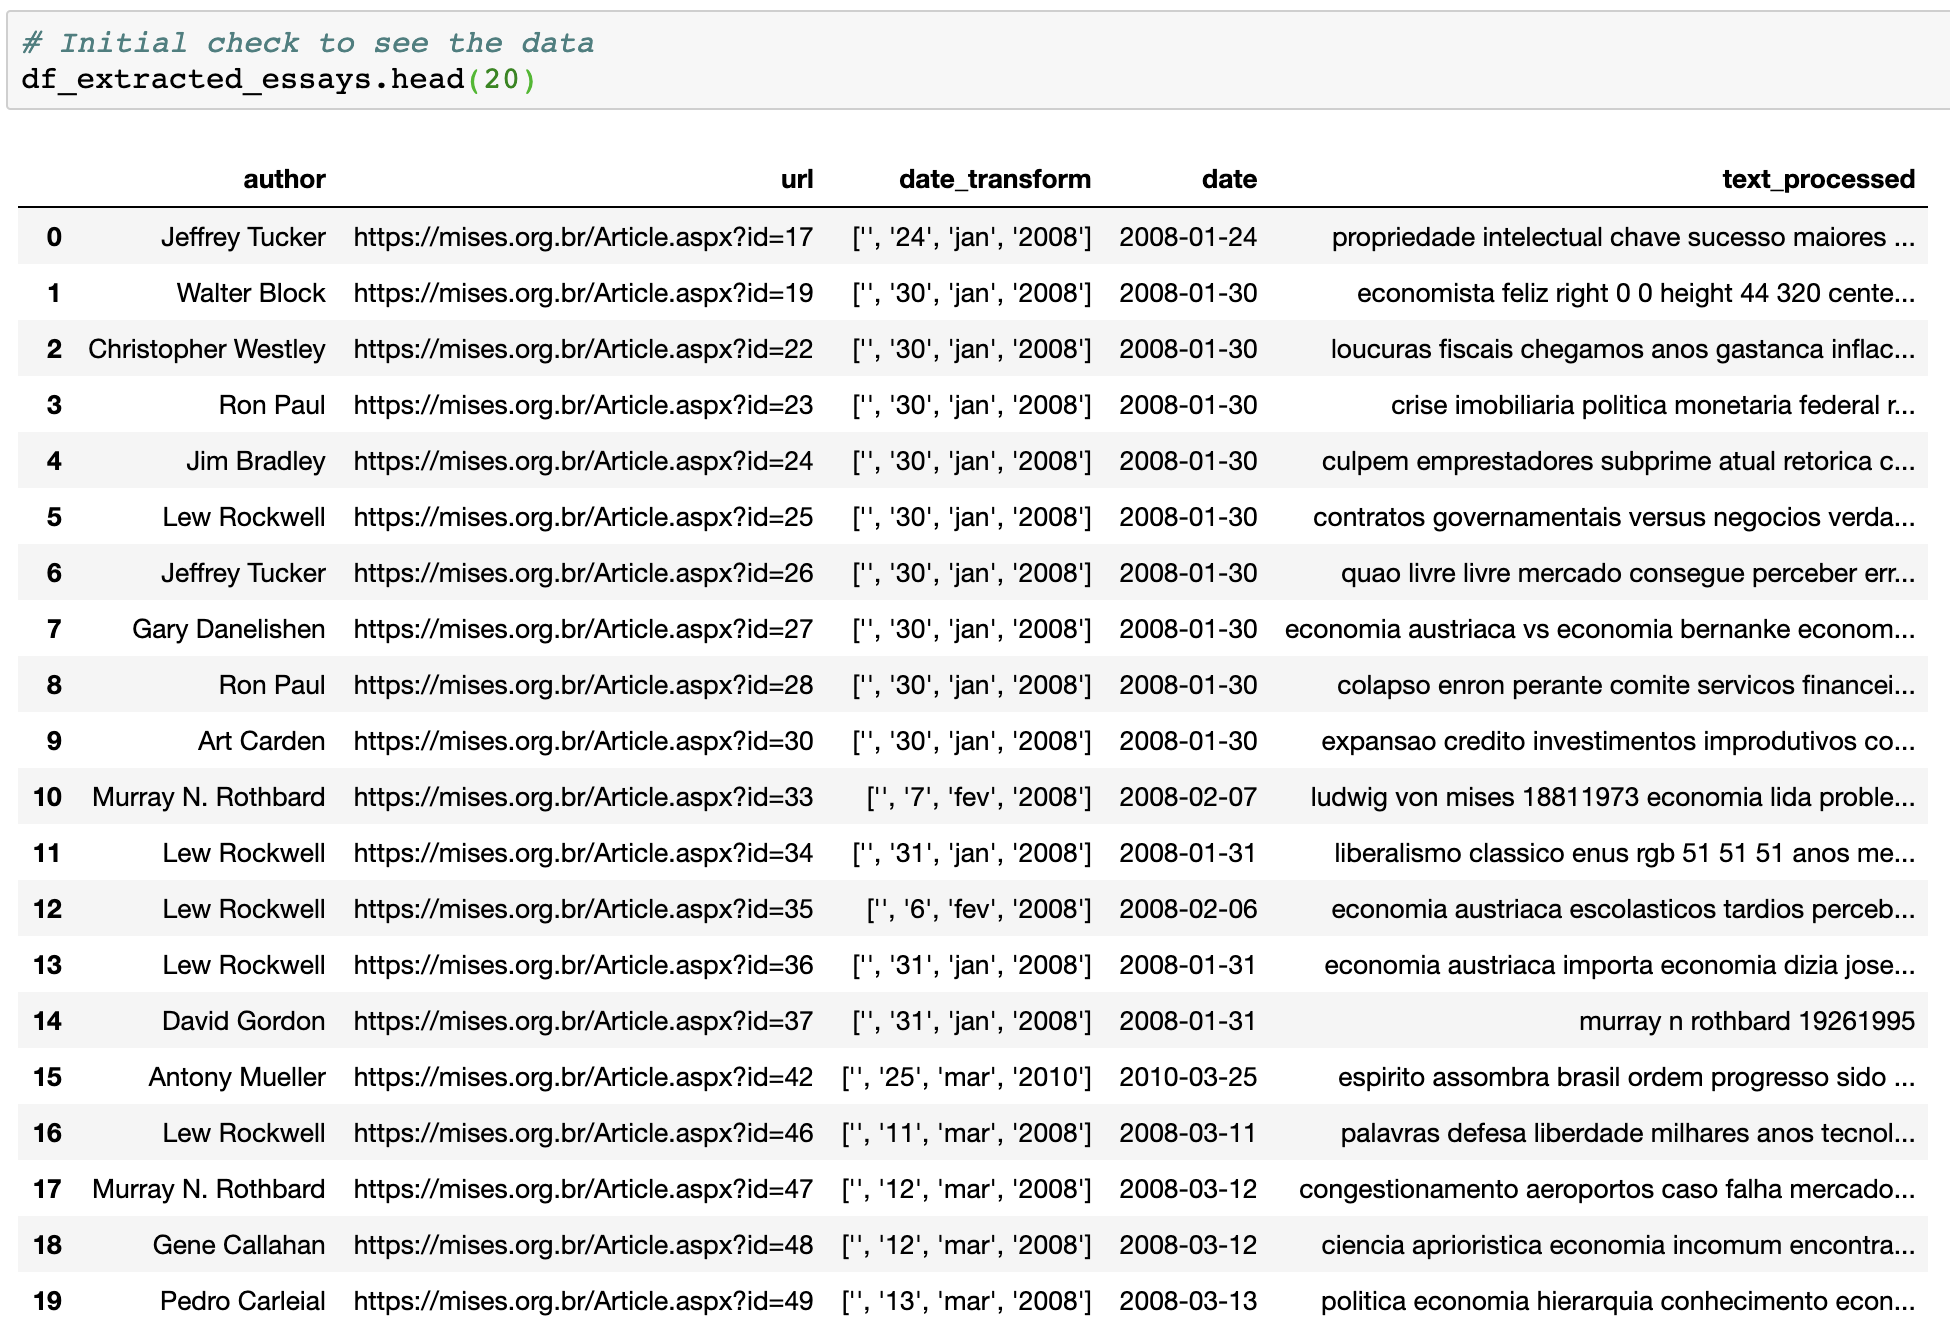 # Initial check to see the data
df_extracted_essays.head(20)
author url date_transform date text_processed
0 Jeffrey Tucker https://mises.org.br/Article.aspx?id=17 ['', '24', 'jan', '2008'] 2008-01-24 propriedade intelectual chave sucesso maiores ...
1 Walter Block https://mises.org.br/Article.aspx?id=19 ['', '30', 'jan', '2008'] 2008-01-30 economista feliz right 0 0 height 44 320 cente...
2 Christopher Westley https://mises.org.br/Article.aspx?id=22 ['', '30', 'jan', '2008'] 2008-01-30 loucuras fiscais chegamos anos gastanca inflac...
3 Ron Paul https://mises.org.br/Article.aspx?id=23 ['', '30', 'jan', '2008'] 2008-01-30 crise imobiliaria politica monetaria federal r...
4 Jim Bradley https://mises.org.br/Article.aspx?id=24 ['', '30', 'jan', '2008'] 2008-01-30 culpem emprestadores subprime atual retorica c...
5 Lew Rockwell https://mises.org.br/Article.aspx?id=25 ['', '30', 'jan', '2008'] 2008-01-30 contratos governamentais versus negocios verda...
6 Jeffrey Tucker https://mises.org.br/Article.aspx?id=26 ['', '30', 'jan', '2008'] 2008-01-30 quao livre livre mercado consegue perceber err...
7 Gary Danelishen https://mises.org.br/Article.aspx?id=27 ['', '30', 'jan', '2008'] 2008-01-30 economia austriaca vs economia bernanke econom...
8 Ron Paul https://mises.org.br/Article.aspx?id=28 ['', '30', 'jan', '2008'] 2008-01-30 colapso enron perante comite servicos financei...
9 Art Carden https://mises.org.br/Article.aspx?id=30 ['', '30', 'jan', '2008'] 2008-01-30 expansao credito investimentos improdutivos co...
10 Murray N. Rothbard https://mises.org.br/Article.aspx?id=33 ['', '7', 'fev', '2008'] 2008-02-07 ludwig von mises 18811973 economia lida proble...
11 Lew Rockwell https://mises.org.br/Article.aspx?id=34 ['', '31', 'jan', '2008'] 2008-01-31 liberalismo classico enus rgb 51 51 51 anos me...
12 Lew Rockwell https://mises.org.br/Article.aspx?id=35 ['', '6', 'fev', '2008'] 2008-02-06 economia austriaca escolasticos tardios perceb...
13 Lew Rockwell https://mises.org.br/Article.aspx?id=36 ['', '31', 'jan', '2008'] 2008-01-31 economia austriaca importa economia dizia jose...
14 David Gordon https://mises.org.br/Article.aspx?id=37 ['', '31', 'jan', '2008'] 2008-01-31 murray n rothbard 19261995
15 Antony Mueller https://mises.org.br/Article.aspx?id=42 ['', '25', 'mar', '2010'] 2010-03-25 espirito assombra brasil ordem progresso sido ...
16 Lew Rockwell https://mises.org.br/Article.aspx?id=46 ['', '11', 'mar', '2008'] 2008-03-11 palavras defesa liberdade milhares anos tecnol...
17 Murray N. Rothbard https://mises.org.br/Article.aspx?id=47 ['', '12', 'mar', '2008'] 2008-03-12 congestionamento aeroportos caso falha mercado...
18 Gene Callahan https://mises.org.br/Article.aspx?id=48 ['', '12', 'mar', '2008'] 2008-03-12 ciencia aprioristica economia incomum encontra...
19 Pedro Carleial https://mises.org.br/Article.aspx?id=49 ['', '13', 'mar', '2008'] 2008-03-13 politica economia hierarquia conhecimento econ...